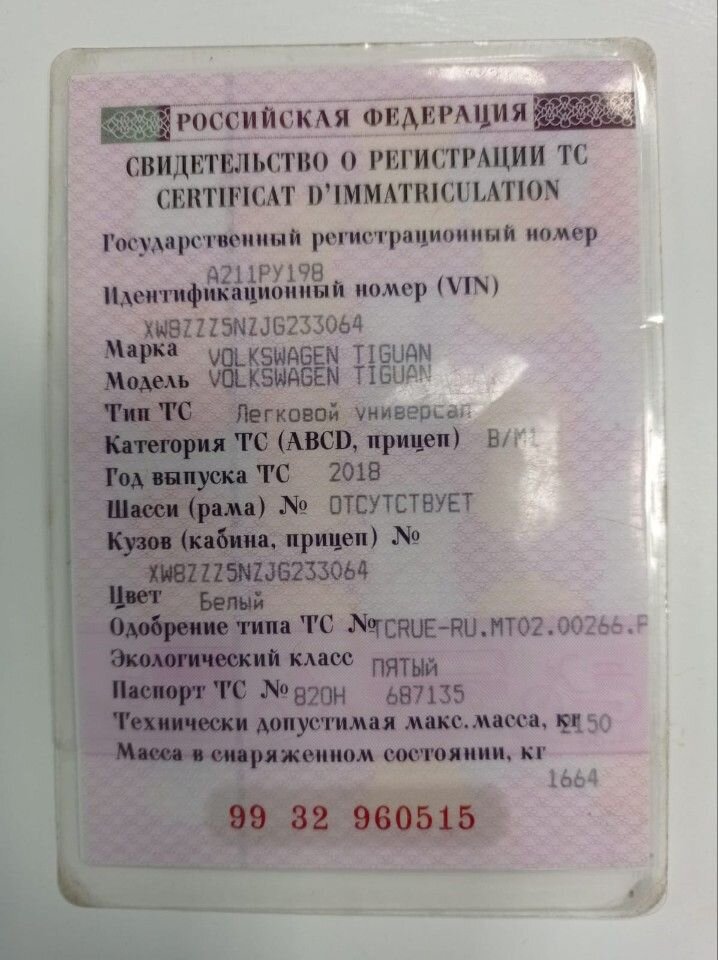 РОССИЙСКАЯ ФЕДЕРАЦИЯ
СВИДЕТЕЛЬСТВО О РЕГИСТРАЦИИ ТС
CERTIFICAT D'IMMATRICULATION
Государственный регистрационный номер
А211РУ198
Идентификационный номер (VIN)
XW8ZZZ5NZJG233064
Марка VOLKSWAGEN TIGUAN
Модель VOLKSWAGEN TIGUAN
Тип ТС Легковой универсал
Категория ТС (ABCD, прицеп) B/M1
Год выпуска ТС 2018
Шасси (рама) № ОТСУТСТВУЕТ
Кузов (кабина, прицеп) №
XW8ZZZ5NZJG233064
Цвет Белый
Одобрение типа ТС № TCRUE-RU.MT02.00266.P
Экологический класс ПЯТЫЙ
Паспорт ТС № 82ОН 687135
Технически допустимая макс.масса, кг 2150
Масса в снаряженном состоянии, кг
1664
99 32 960515